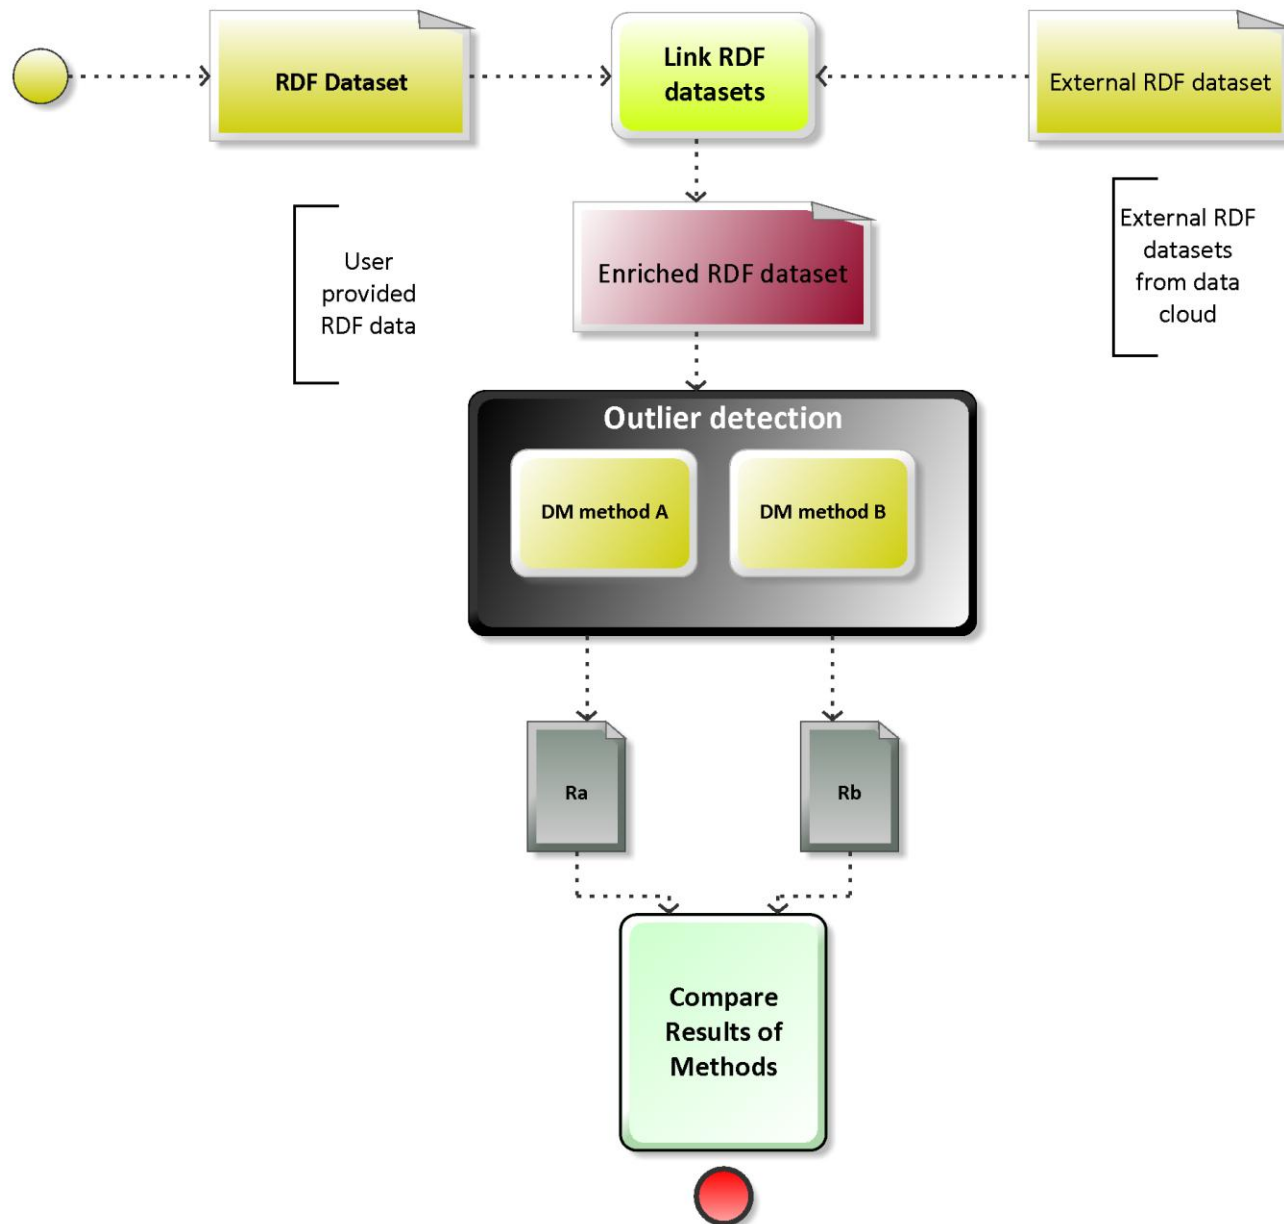 RDF Dataset
Link RDF
datasets
External RDF dataset
User
provided
RDF data
Enriched RDF dataset
External RDF
datasets
from data
cloud
Outlier detection
DM method A
DM method B
Ra
Rb
Compare
Results of
Methods